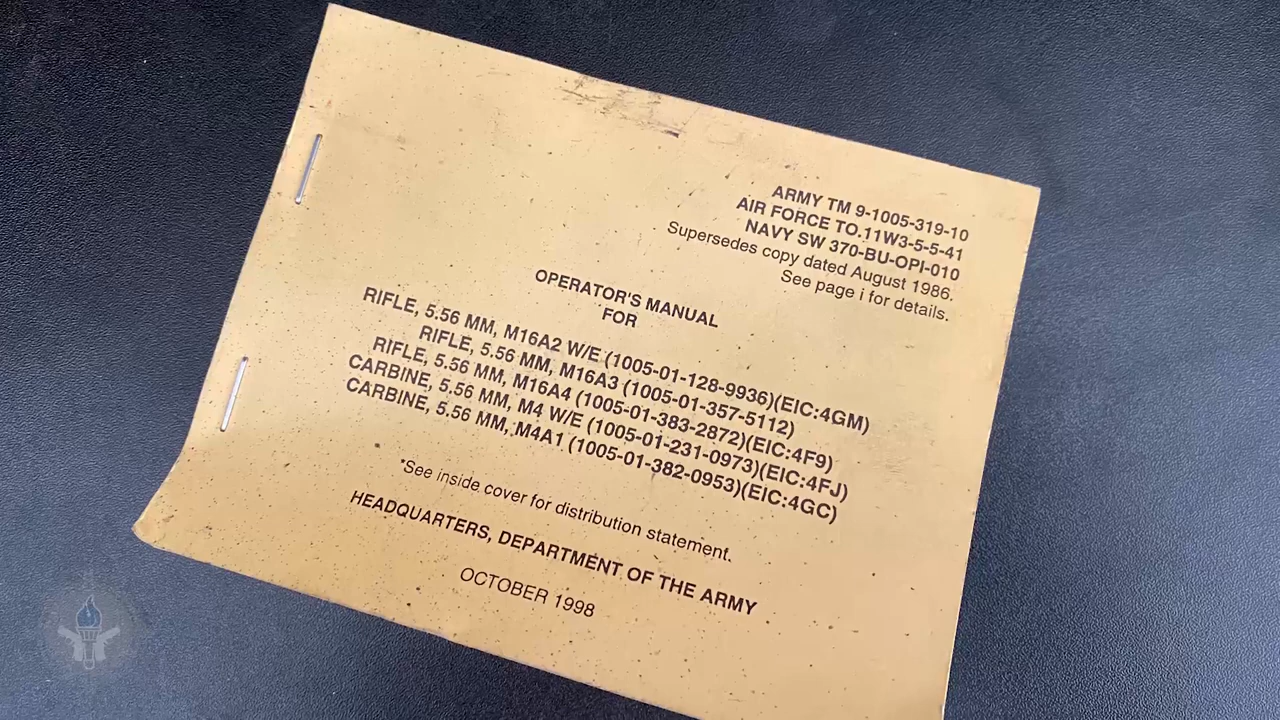 ARMY TM 9-1005-319-10
AIR FORCE TO.11W3-5-5-41
NAVY SW 370-BU-OPI-010
Supersedes copy dated August 1986.
See page i for details.
OPERATOR'S MANUAL
FOR
RIFLE, 5.56 MM, M16A2 W/E (1005-01-128-9936)(EIC:4GM)
RIFLE, 5.56 MM, M16A3 (1005-01-357-5112)
RIFLE, 5.56 MM, M16A4 (1005-01-383-2872)(EIC:4F9)
CARBINE, 5.56 MM, M4 W/E (1005-01-231-0973)(EIC:4FJ)
CARBINE, 5.56 MM, M4A1 (1005-01-382-0953)(EIC:4GC)
*See inside cover for distribution statement.
HEADQUARTERS, DEPARTMENT OF THE ARMY
OCTOBER 1998